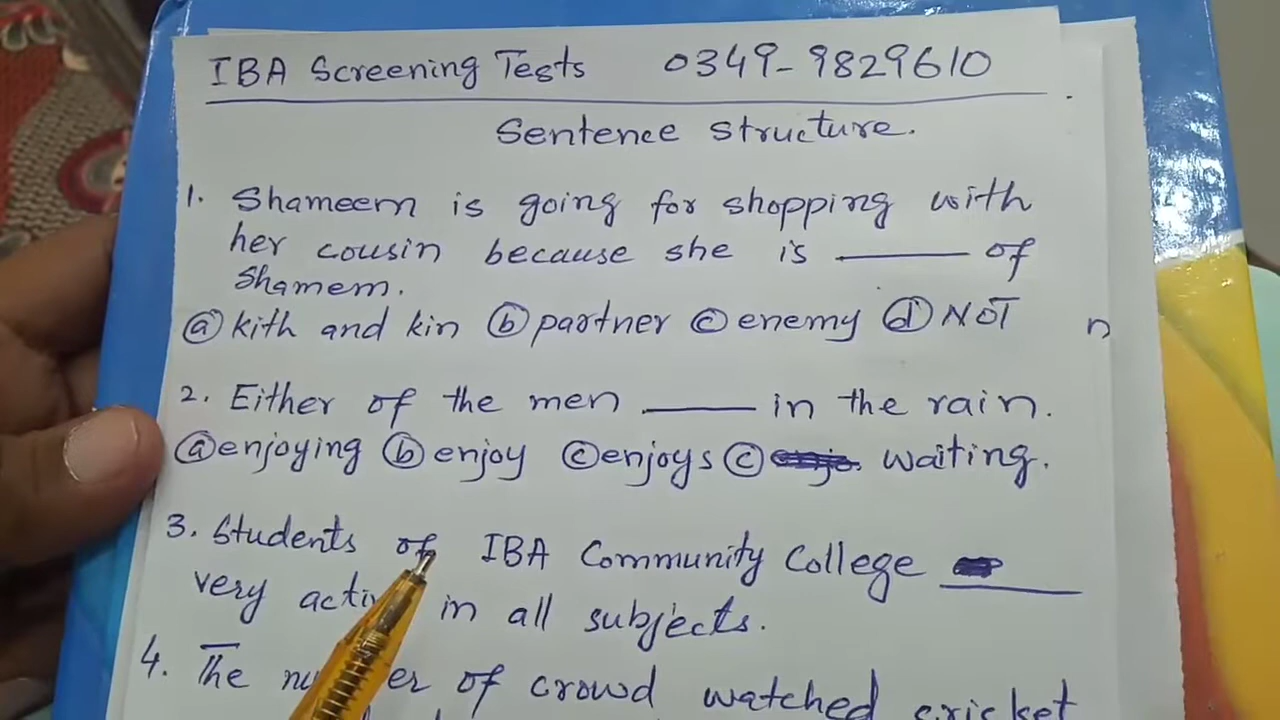 IBA Screening Tests 0349-9829610
Sentence structure.
1. Shameem is going for shopping with
her cousin because she is ______ of
Shamem.
ⓐ kith and kin ⓑ partner ⓒ enemy ⓓ NOT n
2. Either of the men ______ in the rain.
ⓐ enjoying ⓑ enjoy ⓒ enjoys ⓒ waiting.
3. Students of IBA Community College ______
very in all subjects.
4. The of crowd watched cricket